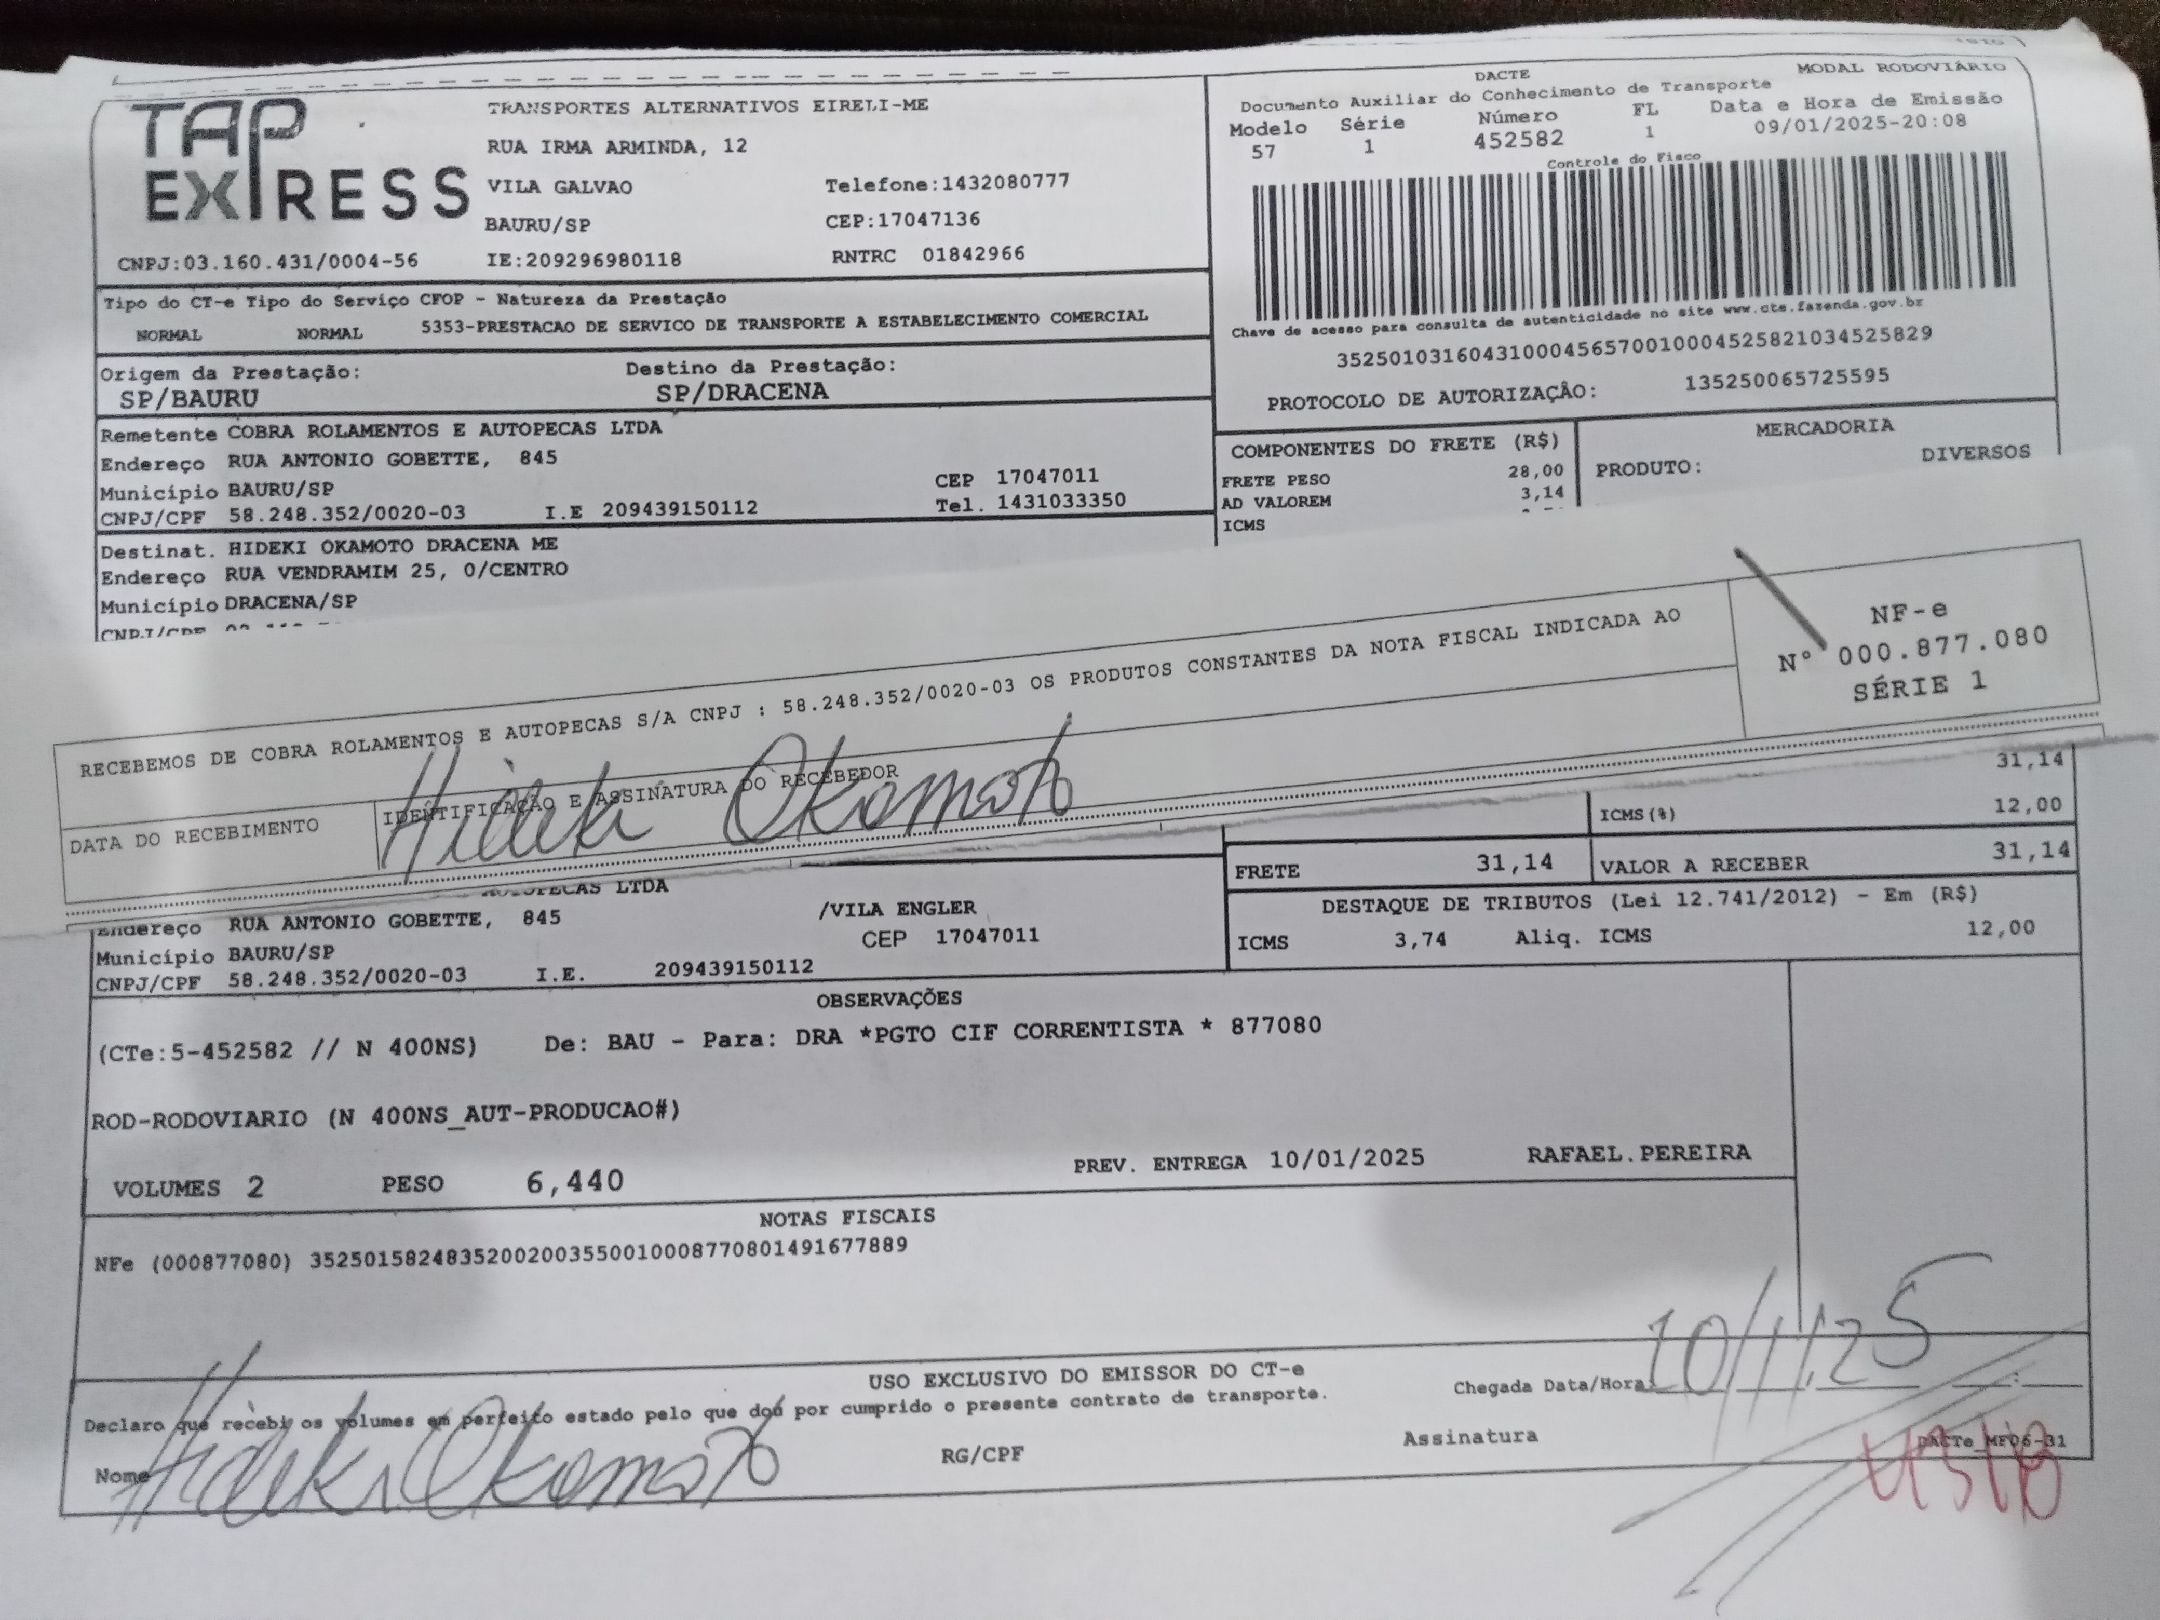 TAP EXPRESS
TRANSPORTES ALTERNATIVOS EIRELI-ME
RUA IRMA ARMINDA, 12
VILA GALVAO Telefone:1432080777
BAURU/SP CEP:17047136
CNPJ:03.160.431/0004-56 IE:209296980118 RNTRC 01842966
DACTE MODAL RODOVIÁRIO
Documento Auxiliar do Conhecimento de Transporte
Modelo Série Número FL Data e Hora de Emissão
57 1 452582 1 09/01/2025-20:08
Controle do Fisco
Chave de acesso para consulta de autenticidade no site www.cte.fazenda.gov.br
35250103160431000456570010004525821034525829
PROTOCOLO DE AUTORIZAÇÂO: 135250065725595
Tipo do CT-e Tipo do Serviço CFOP - Natureza da Prestação
NORMAL NORMAL 5353-PRESTACAO DE SERVICO DE TRANSPORTE A ESTABELECIMENTO COMERCIAL
Origem da Prestação: Destino da Prestação:
SP/BAURU SP/DRACENA
Remetente COBRA ROLAMENTOS E AUTOPECAS LTDA
Endereço RUA ANTONIO GOBETTE, 845
Município BAURU/SP CEP 17047011
CNPJ/CPF 58.248.352/0020-03 I.E 209439150112 Tel. 1431033350
COMPONENTES DO FRETE (R$) MERCADORIA
FRETE PESO 28,00 PRODUTO: DIVERSOS
AD VALOREM 3,14
ICMS
Destinat. HIDEKI OKAMOTO DRACENA ME
Endereço RUA VENDRAMIM 25, 0/CENTRO
Município DRACENA/SP
CNPJ/CPF
RECEBEMOS DE COBRA ROLAMENTOS E AUTOPECAS S/A CNPJ : 58.248.352/0020-03 OS PRODUTOS CONSTANTES DA NOTA FISCAL INDICADA AO
NF-e
N° 000.877.080
SÉRIE 1
DATA DO RECEBIMENTO IDENTIFICAÇÃO E ASSINATURA DO RECEBEDOR
Hideki Okamoto
31,14
ICMS(%) 12,00
FRETE 31,14 VALOR A RECEBER 31,14
DESTAQUE DE TRIBUTOS (Lei 12.741/2012) - Em (R$)
ICMS 3,74 Aliq. ICMS 12,00
AUTOPECAS LTDA
Endereço RUA ANTONIO GOBETTE, 845 /VILA ENGLER
Município BAURU/SP CEP 17047011
CNPJ/CPF 58.248.352/0020-03 I.E. 209439150112
OBSERVAÇÕES
(CTe:5-452582 // N 400NS) De: BAU - Para: DRA *PGTO CIF CORRENTISTA * 877080
ROD-RODOVIARIO (N 400NS_AUT-PRODUCAO#)
VOLUMES 2 PESO 6,440 PREV. ENTREGA 10/01/2025 RAFAEL.PEREIRA
NOTAS FISCAIS
NFe (000877080) 35250158248352002003550010008770801491677889
USO EXCLUSIVO DO EMISSOR DO CT-e
Declaro que recebi os volumes em perfeito estado pelo que dou por cumprido o presente contrato de transporte.
Chegada Data/Hora: 10/1/25
Nome Hideki Okamoto RG/CPF Assinatura
DACTe_MF06-31